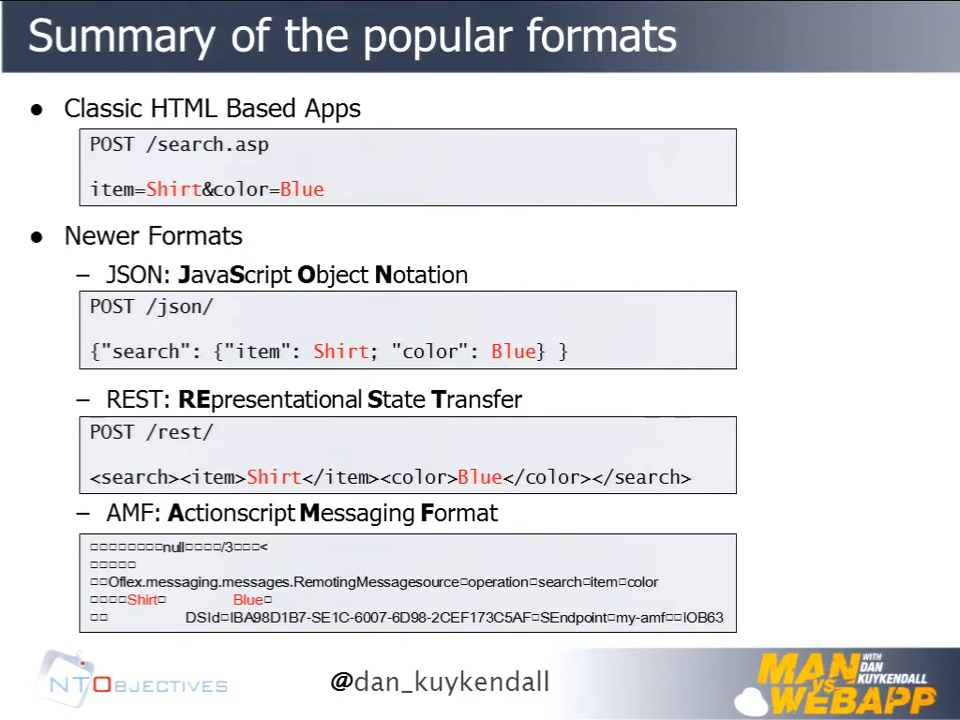 Summary of the popular formats
● Classic HTML Based Apps
POST /search.asp
item=Shirt&color=Blue
● Newer Formats
– JSON: JavaScript Object Notation
POST /json/
{"search": {"item": Shirt; "color": Blue} }
– REST: REpresentational State Transfer
POST /rest/
<search><item>Shirt</item><color>Blue</color></search>
– AMF: Actionscript Messaging Format
□□□□□□□□null□□□□/3□□□<
□□□□□
□□Oflex.messaging.messages.RemotingMessagesource□operation□search□item□color
□□□□Shirt□ Blue□
□□ DSId□IBA98D1B7-SE1C-6007-6D98-2CEF173C5AF□SEndpoint□my-amf□□IOB63
NTOBJECTIVES
@dan_kuykendall
MAN WITH DAN KUYKENDALL
VS WEBAPP